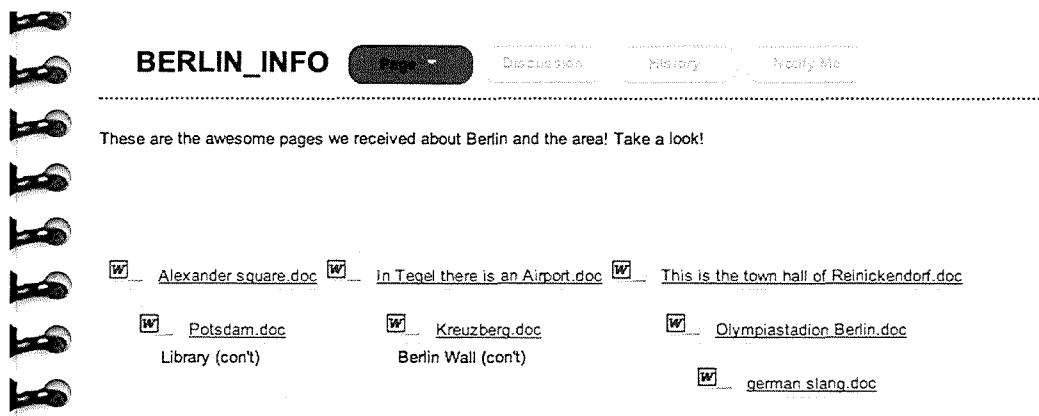 BERLIN_INFO Page Discussion History Notify Me
These are the awesome pages we received about Berlin and the area! Take a look!
W Alexander square.doc W In Tegel there is an Airport.doc W This is the town hall of Reinickendorf.doc
W Potsdam.doc W Kreuzberg.doc W Olympiastadion Berlin.doc
Library (con't) Berlin Wall (con't)
W german slang.doc